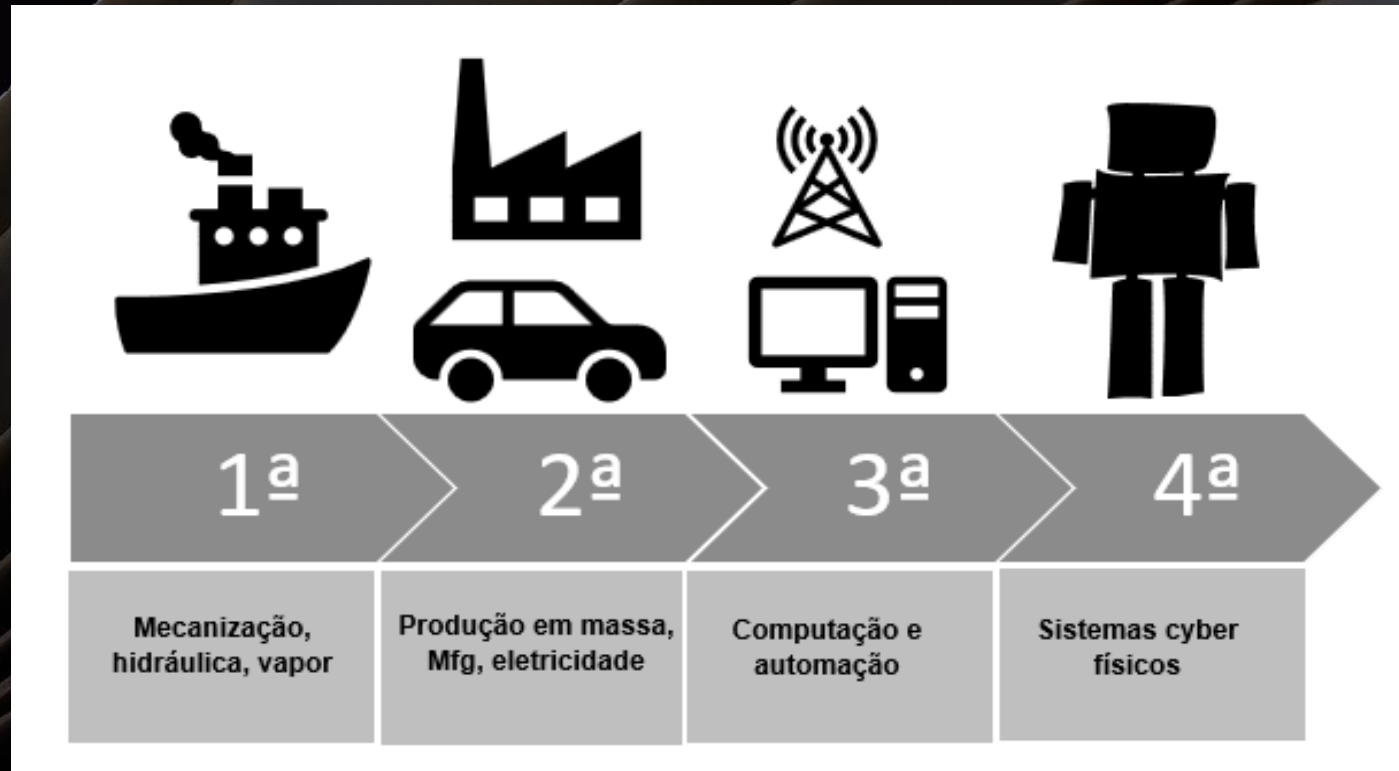 1ª
2ª
3ª
4ª
Mecanização,
hidráulica, vapor
Produção em massa,
Mfg, eletricidade
Computação e
automação
Sistemas cyber
físicos